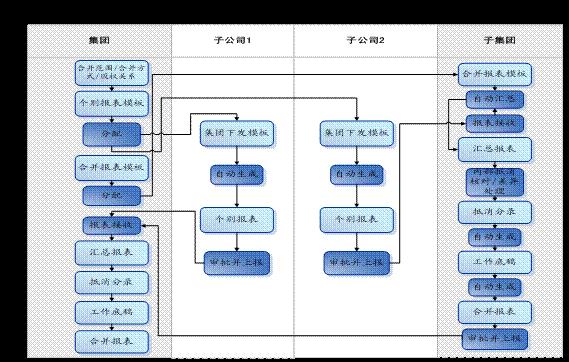 集团
子公司1
子公司2
子集团
合并范围/合并方
式/股权关系
个别报表模板
分配
合并报表模板
分配
报表接收
汇总报表
抵消分录
工作底稿
合并报表
集团下发模板
自动生成
个别报表
审批并上报
集团下发模板
自动生成
个别报表
审批并上报
合并报表模板
自动汇总
报表接收
汇总报表
内部抵消
核对/差异
处理
抵消分录
自动生成
工作底稿
自动生成
合并报表
审批并上报